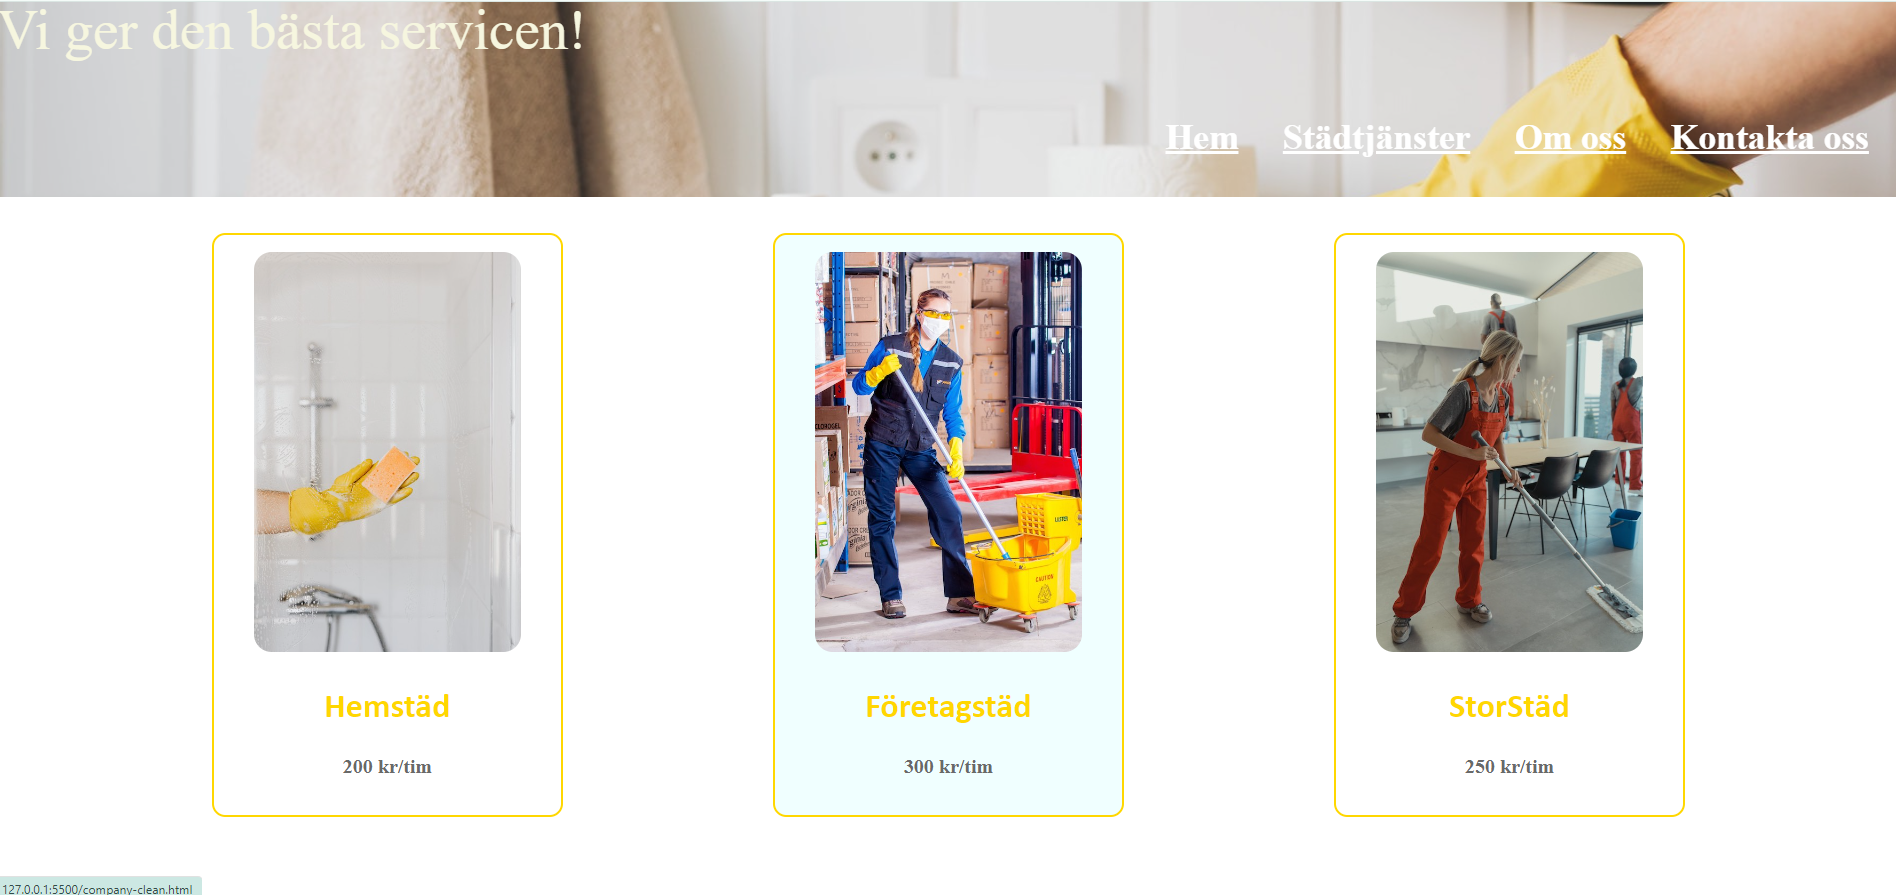 Vi ger den bästa servicen!
Hem Städtjänster Om oss Kontakta oss
Hemstäd
200 kr/tim
Företagstäd
300 kr/tim
StorStäd
250 kr/tim
CAUTION
127.0.0.1:5500/company-clean.html